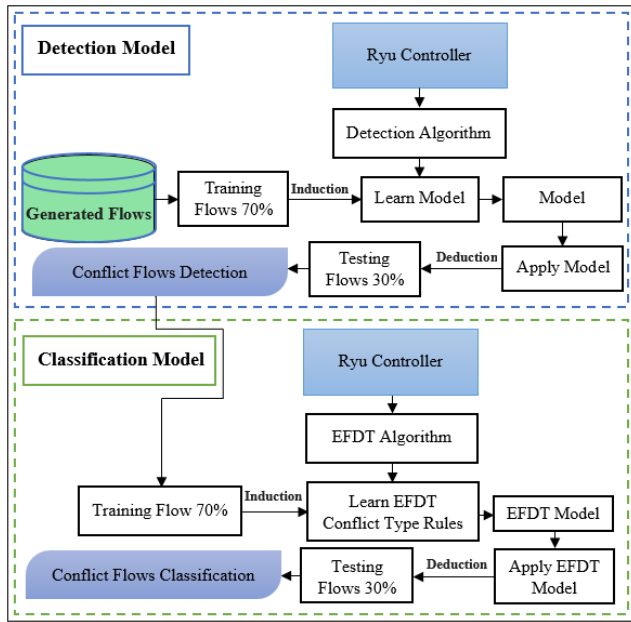 Detection Model
Ryu Controller
Detection Algorithm
Generated Flows
Training
Flows 70%
Induction
Learn Model
Model
Conflict Flows Detection
Testing
Flows 30%
Deduction
Apply Model
Classification Model
Ryu Controller
EFDT Algorithm
Training Flow 70%
Induction
Learn EFDT
Conflict Type Rules
EFDT Model
Conflict Flows Classification
Testing
Flows 30%
Deduction
Apply EFDT
Model